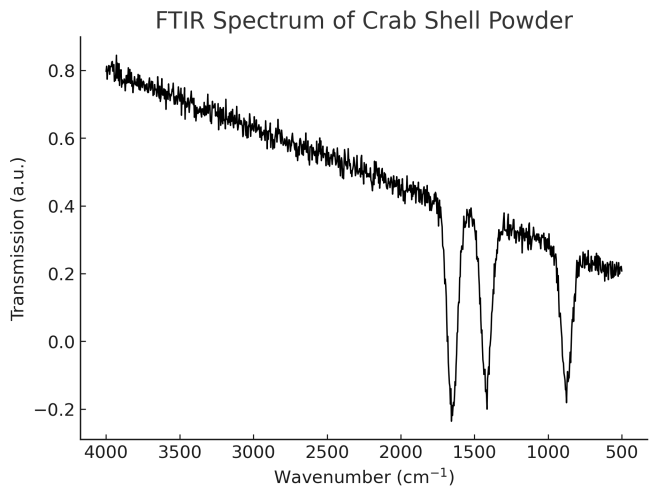 FTIR Spectrum of Crab Shell Powder
Transmission (a.u.)
0.8
0.6
0.4
0.2
0.0
−0.2
4000 3500 3000 2500 2000 1500 1000 500
Wavenumber (cm⁻¹)